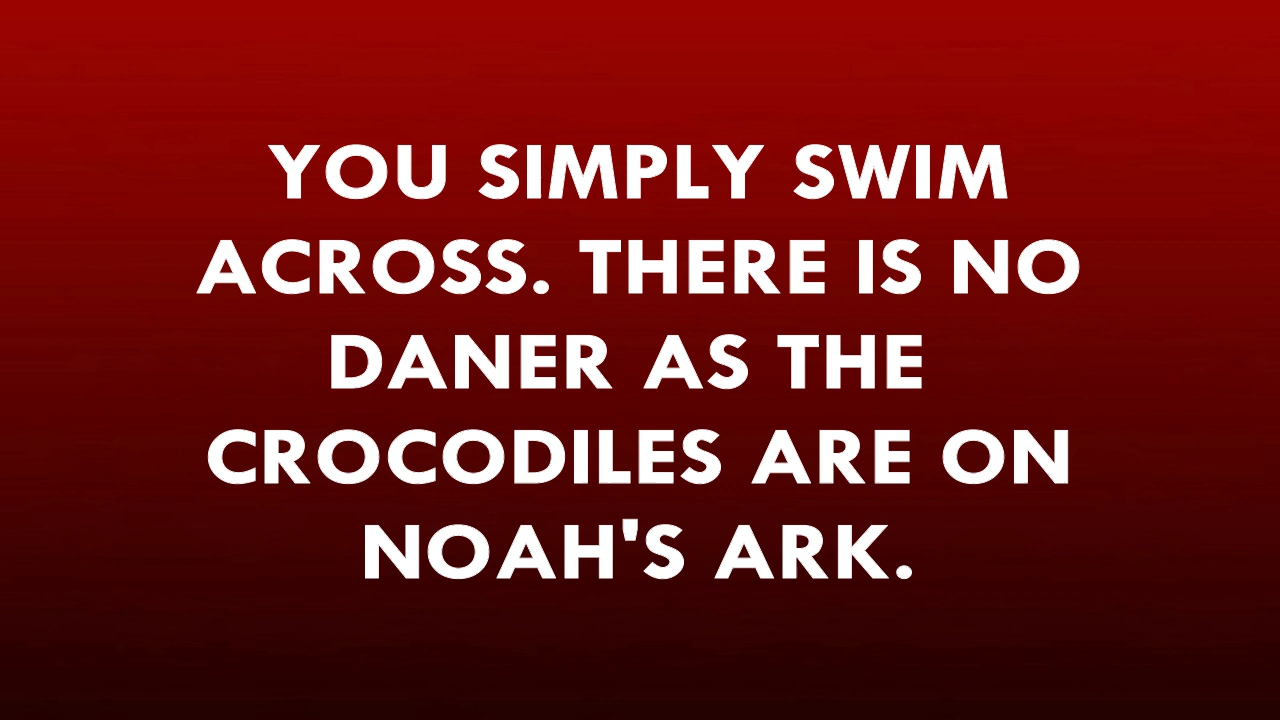 YOU SIMPLY SWIM
ACROSS. THERE IS NO
DANER AS THE
CROCODILES ARE ON
NOAH'S ARK.